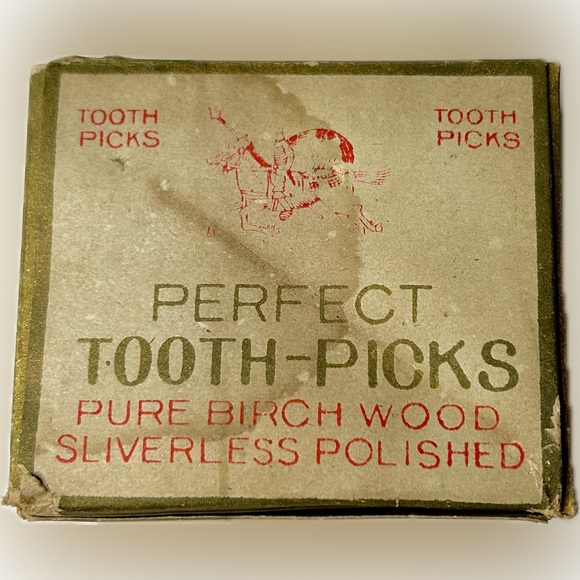 TOOTH
PICKS
TOOTH
PICKS
PERFECT
TOOTH-PICKS
PURE BIRCH WOOD
SLIVERLESS POLISHED